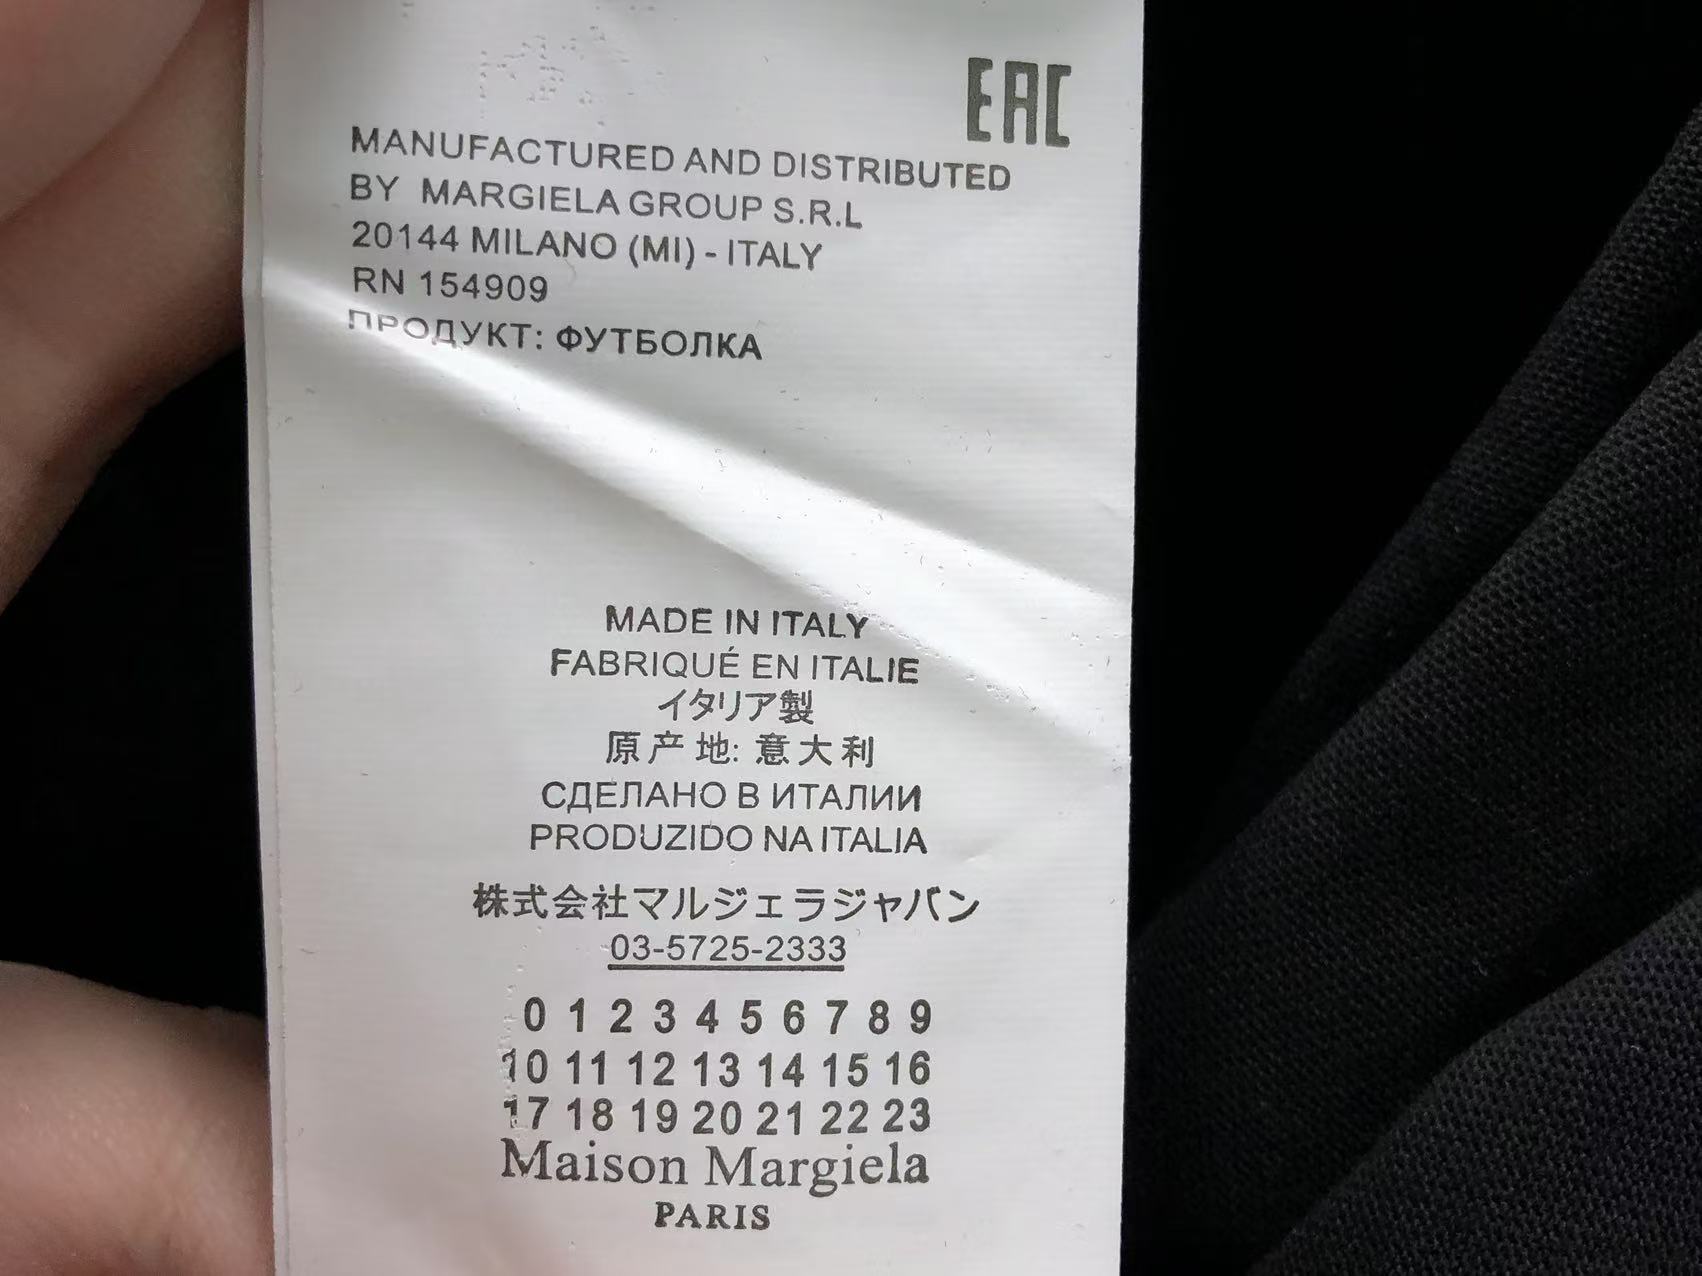 EAC
MANUFACTURED AND DISTRIBUTED
BY MARGIELA GROUP S.R.L
20144 MILANO (MI) - ITALY
RN 154909
ПРОДУКТ: ФУТБОЛКА
MADE IN ITALY
FABRIQUÉ EN ITALIE
イタリア製
原产地: 意大利
СДЕЛАНО В ИТАЛИИ
PRODUZIDO NA ITALIA
株式会社マルジェラジャバン
03-5725-2333
0 1 2 3 4 5 6 7 8 9
10 11 12 13 14 15 16
17 18 19 20 21 22 23
Maison Margiela
PARIS